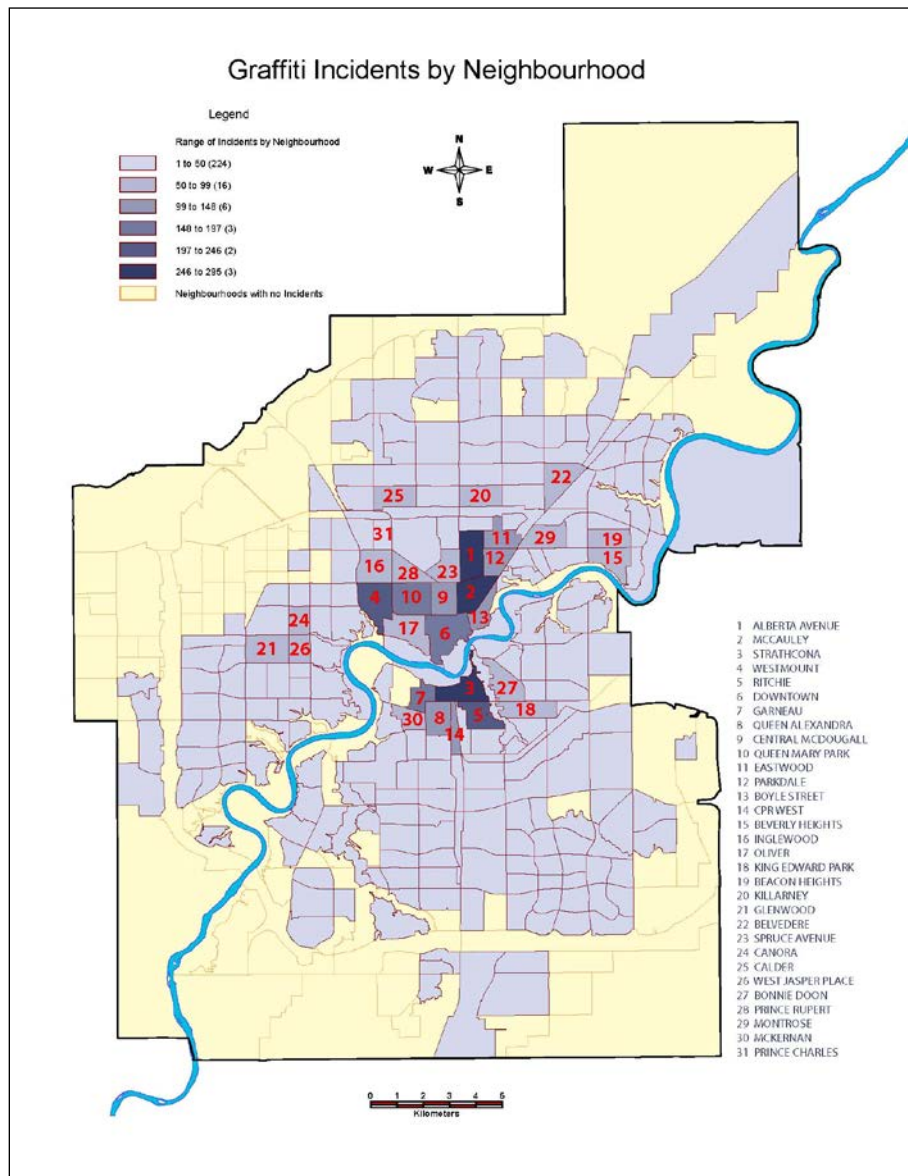 Graffiti Incidents by Neighbourhood
Legend
Range of Incidents by Neighbourhood
1 to 50 (224)
50 to 99 (16)
99 to 148 (6)
148 to 197 (3)
197 to 246 (2)
246 to 295 (3)
Neighbourhoods with no Incidents
N
W E
S
22
25 20
31 11 29 19
1
16 28 23 12 15
4 10 9 2
24 17 6 13
21 26
7 3 27
30 8 5 18
14
1 ALBERTA AVENUE
2 MCCAULEY
3 STRATHCONA
4 WESTMOUNT
5 RITCHIE
6 DOWNTOWN
7 GARNEAU
8 QUEEN ALEXANDRA
9 CENTRAL MCDOUGALL
10 QUEEN MARY PARK
11 EASTWOOD
12 PARKDALE
13 BOYLE STREET
14 CPR WEST
15 BEVERLY HEIGHTS
16 INGLEWOOD
17 OLIVER
18 KING EDWARD PARK
19 BEACON HEIGHTS
20 KILLARNEY
21 GLENWOOD
22 BELVEDERE
23 SPRUCE AVENUE
24 CANORA
25 CALDER
26 WEST JASPER PLACE
27 BONNIE DOON
28 PRINCE RUPERT
29 MONTROSE
30 MCKERNAN
31 PRINCE CHARLES
0 1 2 3 4 5
Kilometers